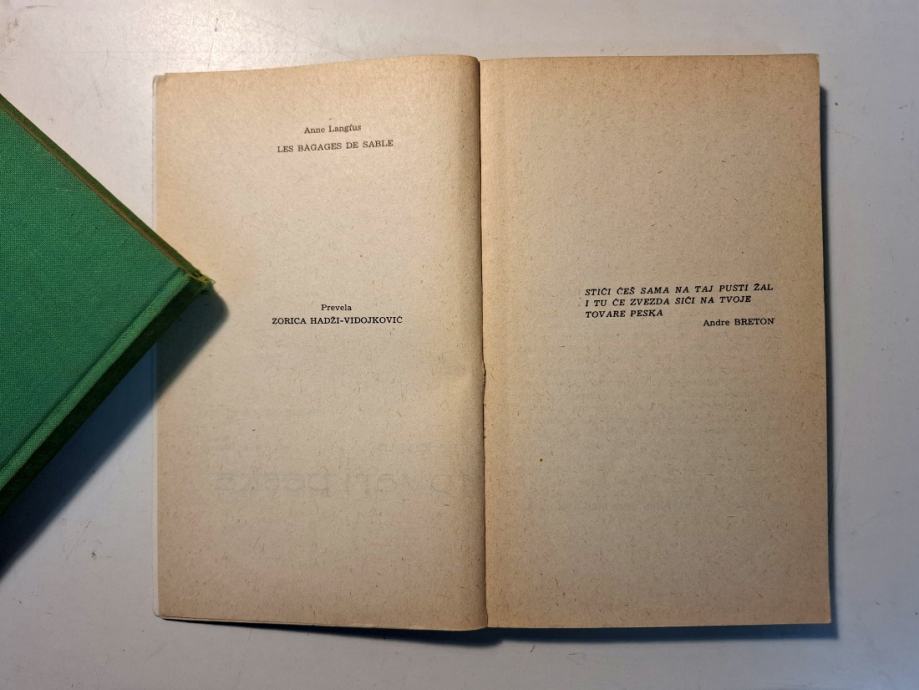 Anne Langfus
LES BAGAGES DE SABLE
Prevela
ZORICA HADŽI-VIDOJKOVIĆ
STIĆI ĆEŠ SAMA NA TAJ PUSTI ŽAL
I TU ĆE ZVEZDA SIĆI NA TVOJE
TOVARE PESKA
Andre BRETON